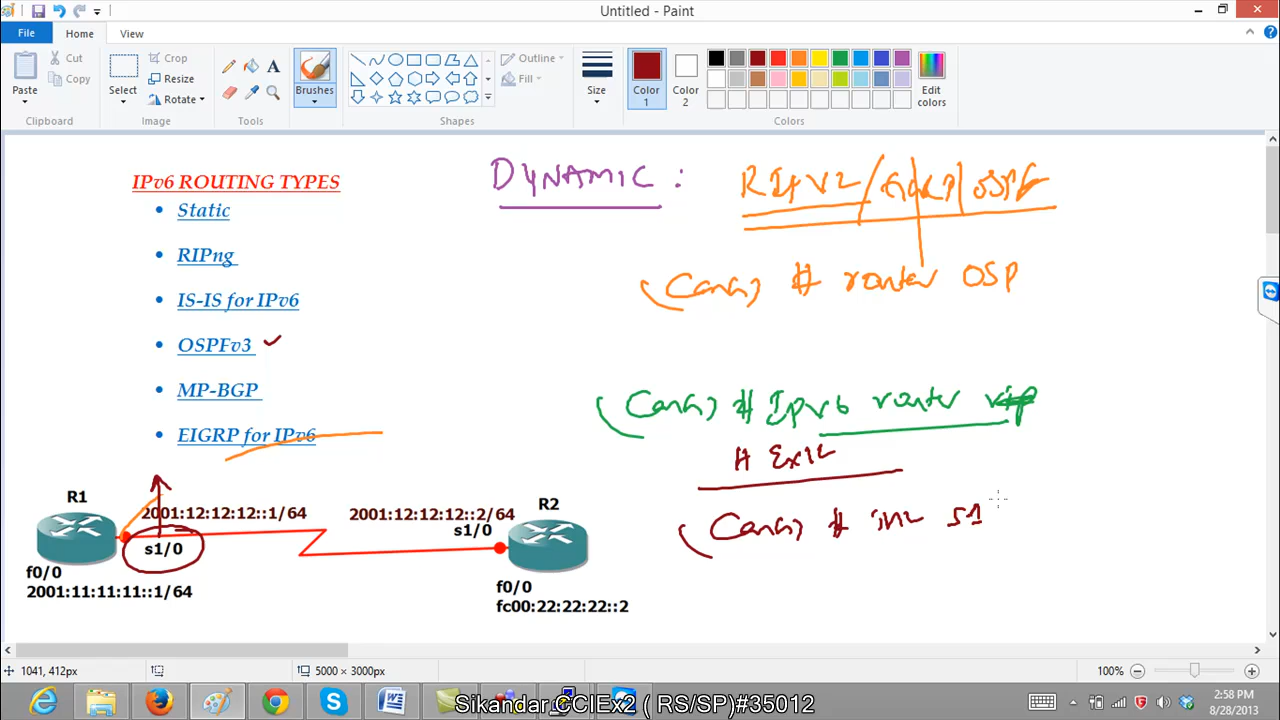 Untitled - Paint
File
Home
View
Paste
Cut
Copy
Clipboard
Select
Crop
Resize
Rotate
Image
Tools
Brushes
Outline
Fill
Shapes
Size
Color
1
Color
2
Edit
colors
Colors
IPv6 ROUTING TYPES
• Static
• RIPng
• IS-IS for IPv6
• OSPFv3
• MP-BGP
• EIGRP for IPv6
DYNAMIC :
RIPV2/EIGRP/OSPF
# router OSP
# Ipv6 router
# Exit
# int S1
R1
2001:12:12:12::1/64
s1/0
f0/0
2001:11:11:11::1/64
2001:12:12:12::2/64
R2
s1/0
f0/0
fc00:22:22:22::2
1041, 412px
5000 × 3000px
100%
Sikandar CCIEx2 ( RS/SP)#35012
2:58 PM
8/28/2013